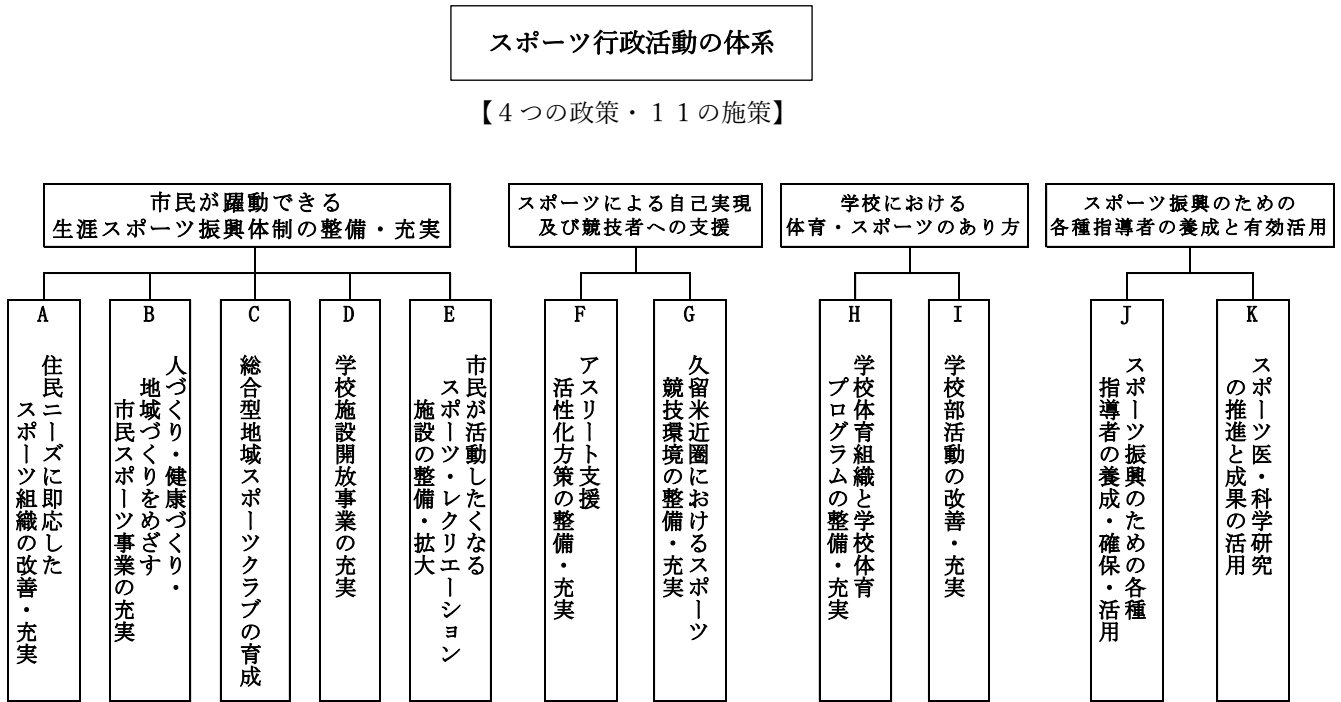 スポーツ行政活動の体系
【４つの政策・１１の施策】
市民が躍動できる
生涯スポーツ振興体制の整備・充実
スポーツによる自己実現
及び競技者への支援
学校における
体育・スポーツのあり方
スポーツ振興のための
各種指導者の養成と有効活用
A
住民ニーズに即応した
スポーツ組織の改善・充実
B
人づくり・健康づくり・
地域づくりをめざす
市民スポーツ事業の充実
C
総合型地域スポーツクラブの育成
D
学校施設開放事業の充実
E
市民が活動したくなる
スポーツ・レクリエーション
施設の整備・拡大
F
アスリート支援
活性化方策の整備・充実
G
久留米近圏におけるスポーツ
競技環境の整備・充実
H
学校体育組織と学校体育
プログラムの整備・充実
I
学校部活動の改善・充実
J
スポーツ振興のための各種
指導者の養成・確保・活用
K
スポーツ医・科学研究
の推進と成果の活用